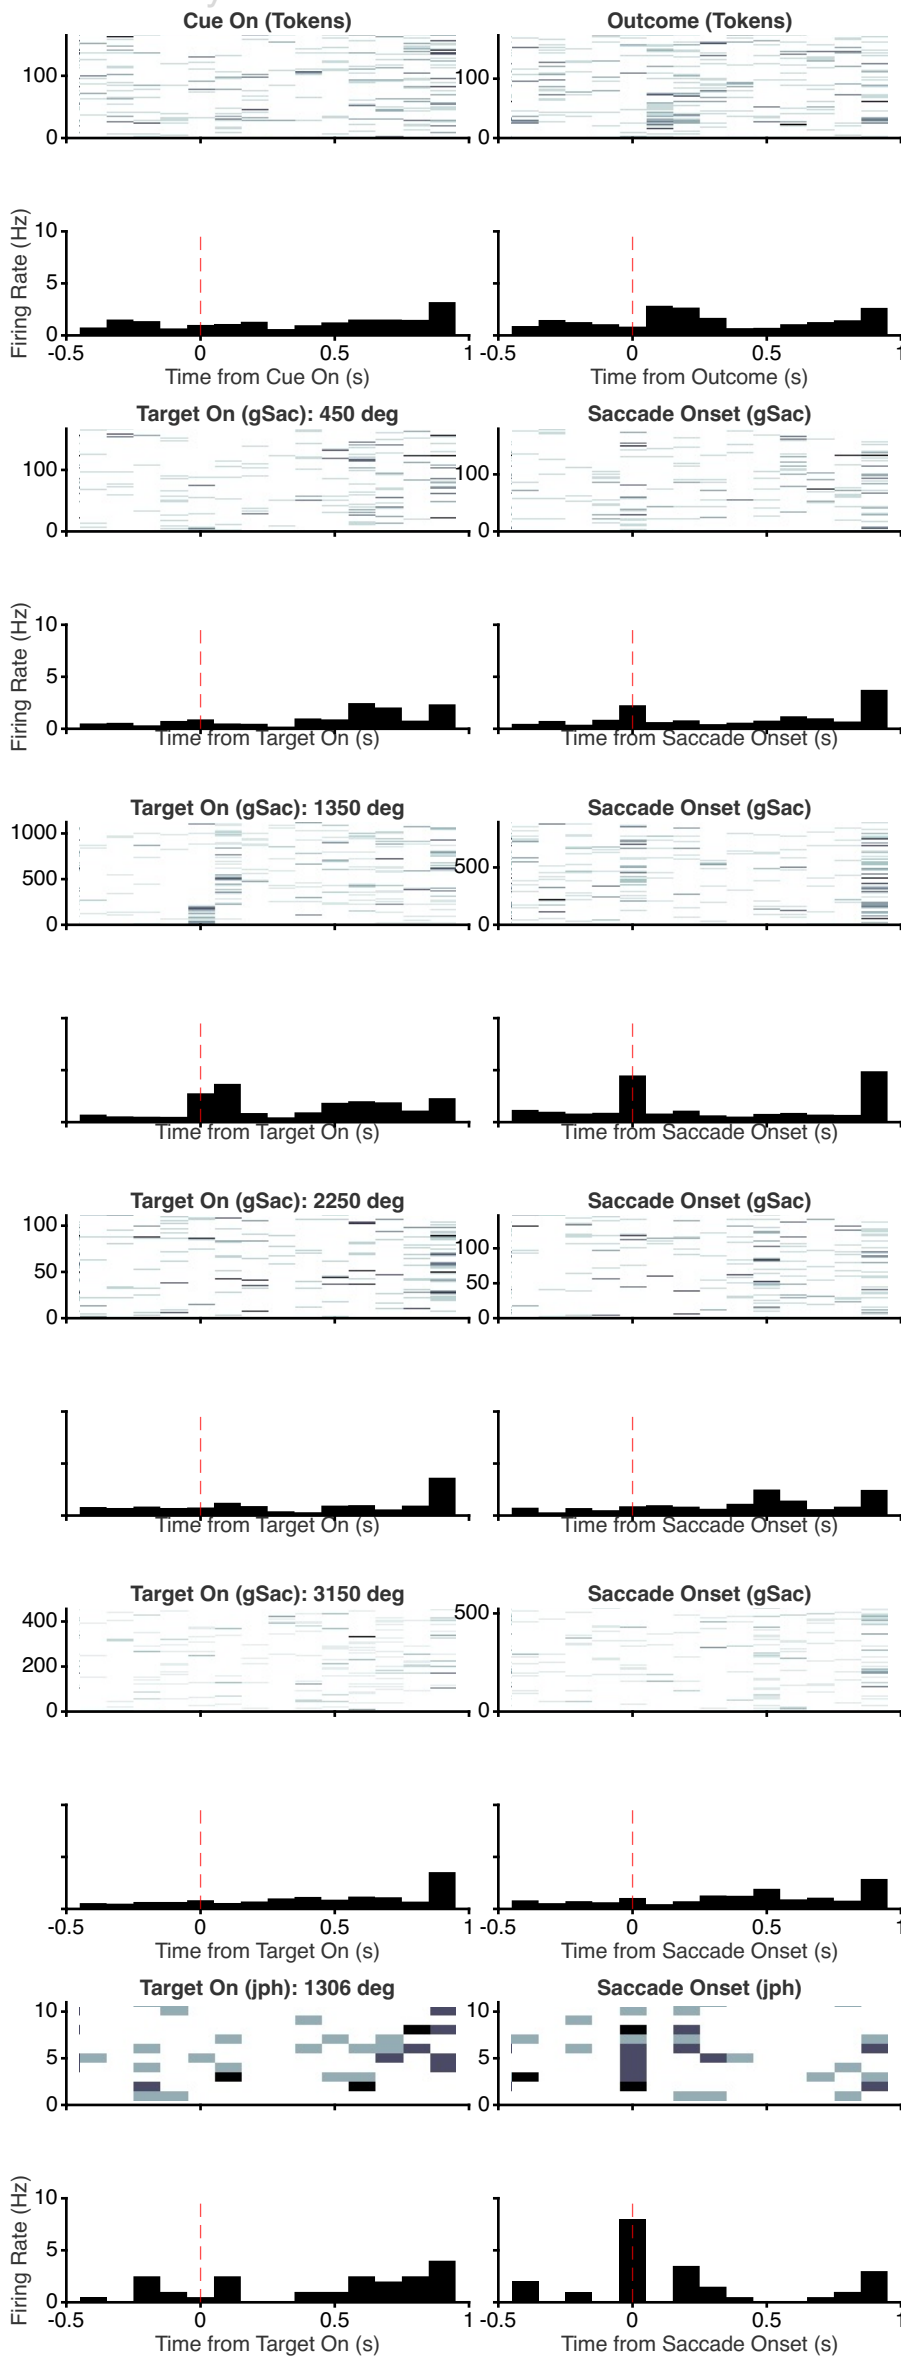 Cue On (Tokens) Outcome (Tokens)
100 100
0 0
Firing Rate (Hz)
10
5
0
-0.5 0 0.5 1 -0.5 0 0.5 1
Time from Cue On (s) Time from Outcome (s)
Target On (gSac): 450 deg Saccade Onset (gSac)
100 100
0 0
Firing Rate (Hz)
10
5
0
Time from Target On (s) Time from Saccade Onset (s)
Target On (gSac): 1350 deg Saccade Onset (gSac)
1000
500 500
0 0
Time from Target On (s) Time from Saccade Onset (s)
Target On (gSac): 2250 deg Saccade Onset (gSac)
100 100
50 50
0 0
Time from Target On (s) Time from Saccade Onset (s)
Target On (gSac): 3150 deg Saccade Onset (gSac)
400 500
200
0 0
-0.5 0 0.5 1 -0.5 0 0.5 1
Time from Target On (s) Time from Saccade Onset (s)
Target On (jph): 1306 deg Saccade Onset (jph)
10 10
5 5
0 0
Firing Rate (Hz)
10 10
5 5
0 0
-0.5 0 0.5 1 -0.5 0 0.5 1
Time from Target On (s) Time from Saccade Onset (s)